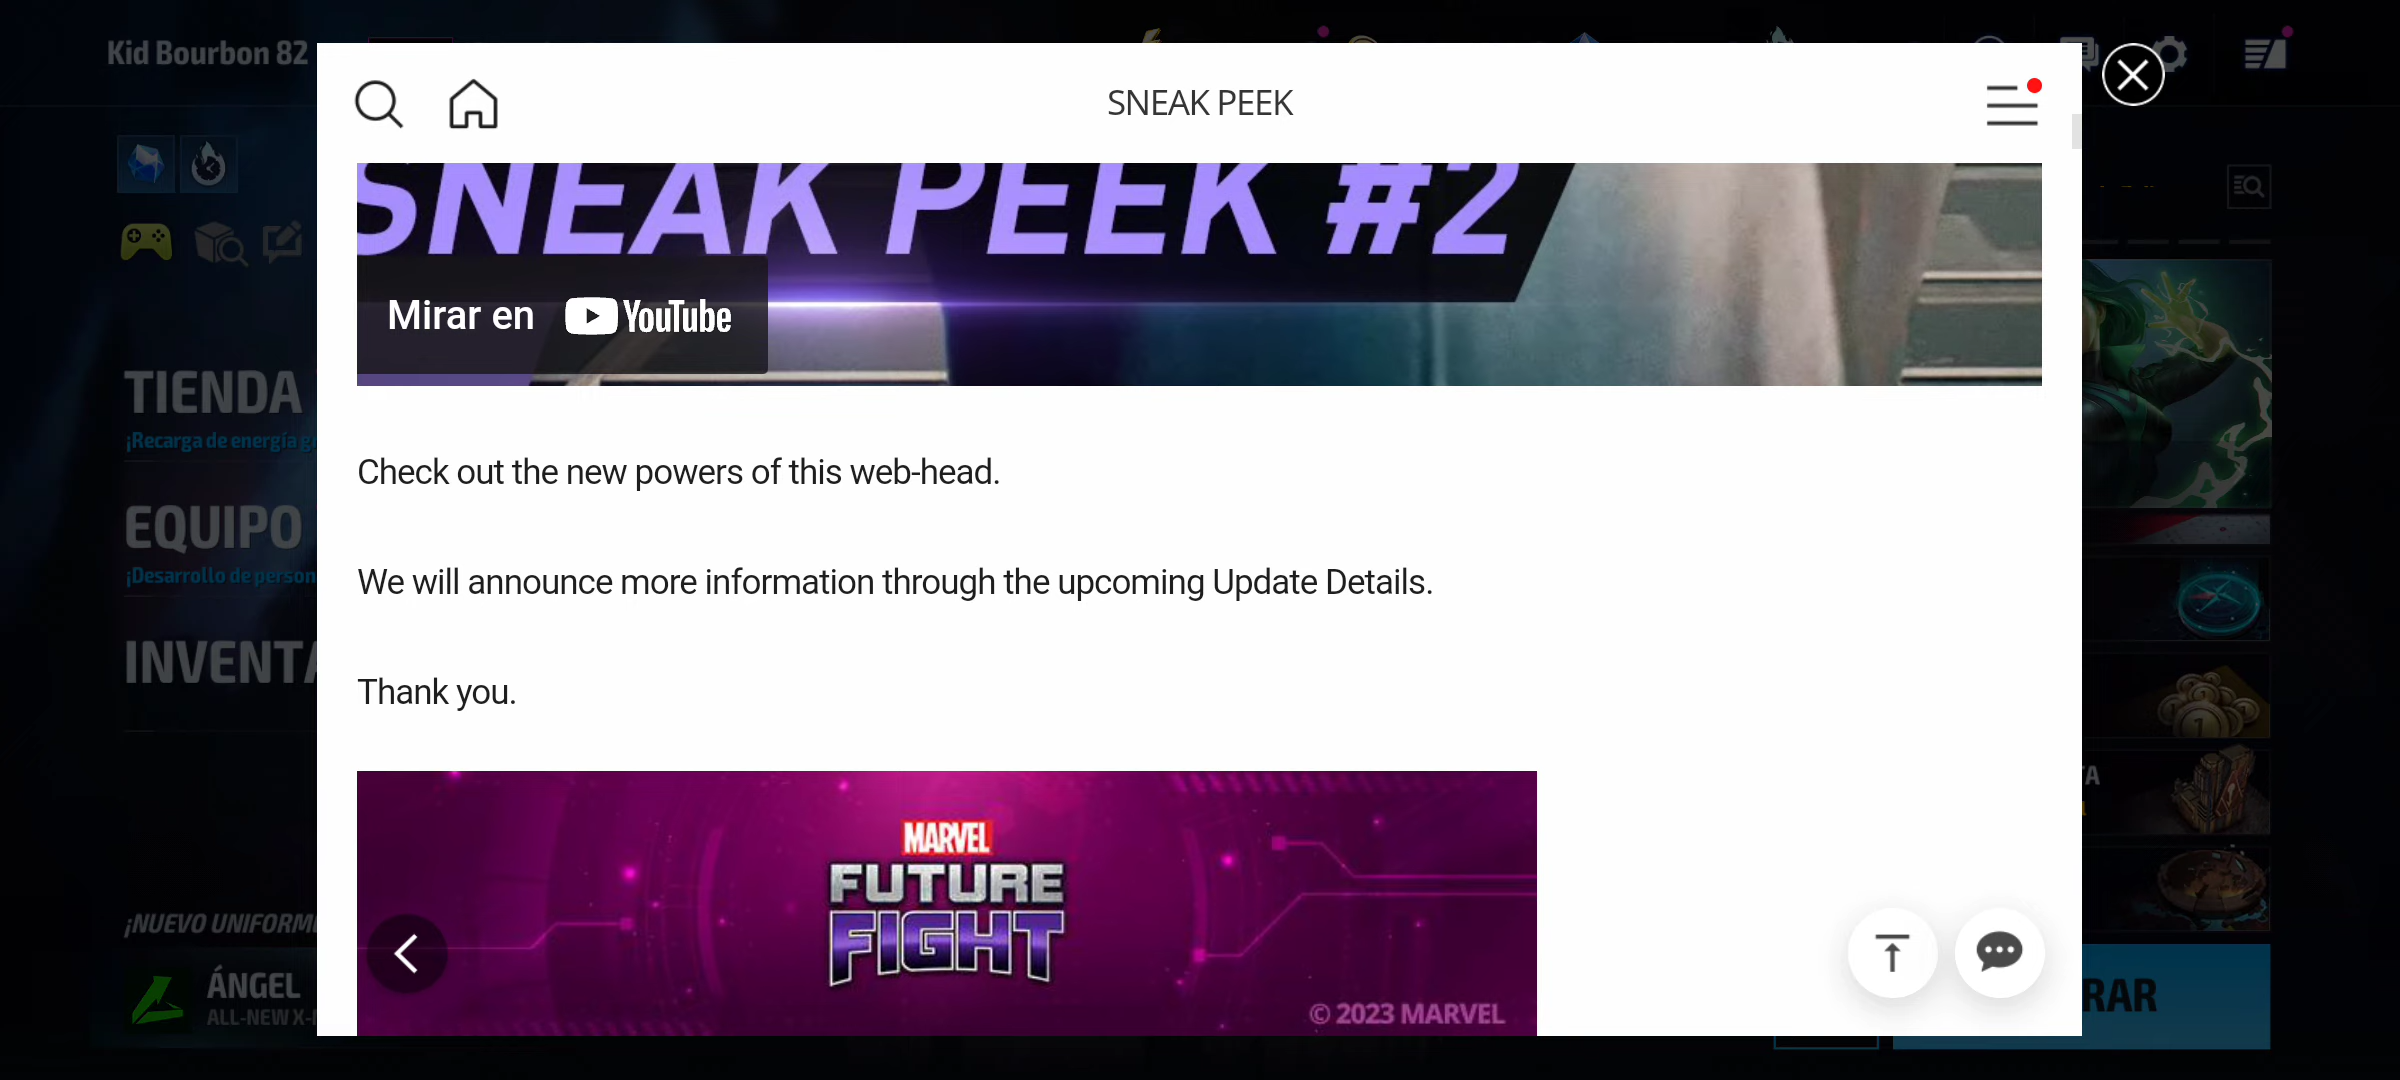 Kid Bourbon 82
SNEAK PEEK
SNEAK PEEK #2
Mirar en YouTube
TIENDA
¡Recarga de energía
Check out the new powers of this web-head.
EQUIPO
¡Desarrollo de person
We will announce more information through the upcoming Update Details.
INVENTA
Thank you.
MARVEL
FUTURE
FIGHT
© 2023 MARVEL
¡NUEVO UNIFORM
ÁNGEL
ALL-NEW X-
RAR